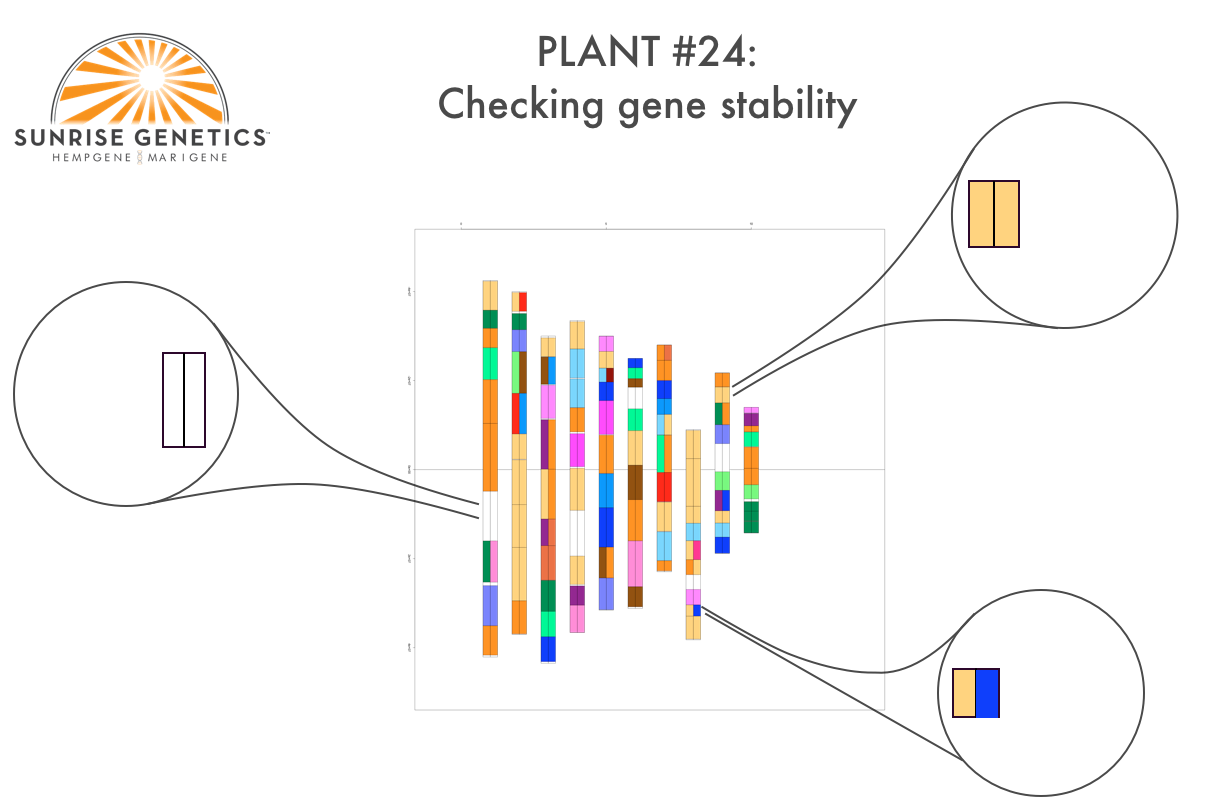 PLANT #24:
Checking gene stability
SUNRISE GENETICS™
HEMPGENE MARIGENE